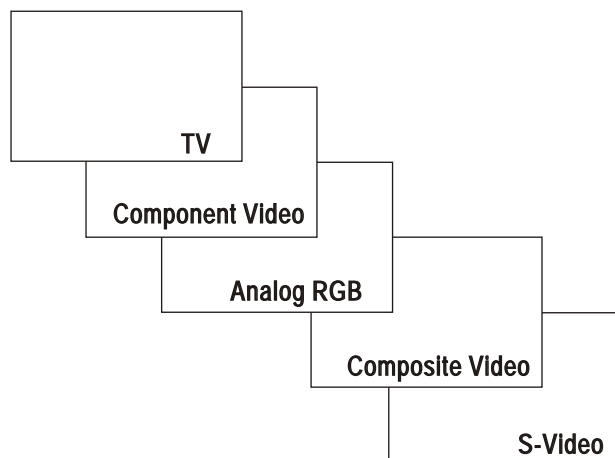 TV
Component Video
Analog RGB
Composite Video
S-Video